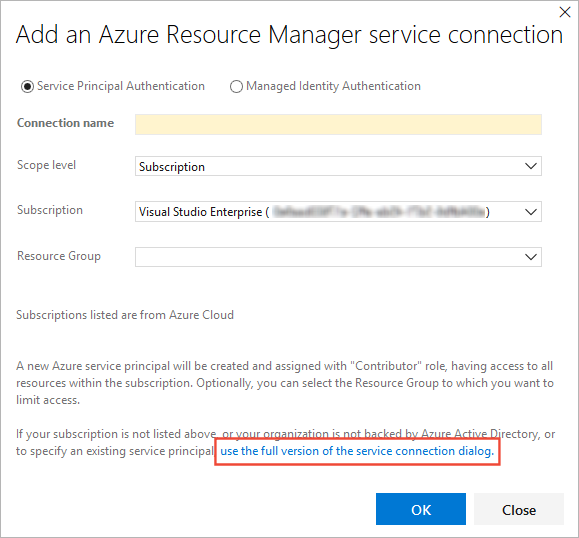 Add an Azure Resource Manager service connection
Service Principal Authentication Managed Identity Authentication
Connection name
Scope level Subscription
Subscription Visual Studio Enterprise ( )
Resource Group
Subscriptions listed are from Azure Cloud
A new Azure service principal will be created and assigned with "Contributor" role, having access to all
resources within the subscription. Optionally, you can select the Resource Group to which you want to
limit access.
If your subscription is not listed above, or your organization is not backed by Azure Active Directory, or
to specify an existing service principal, use the full version of the service connection dialog.
OK Close